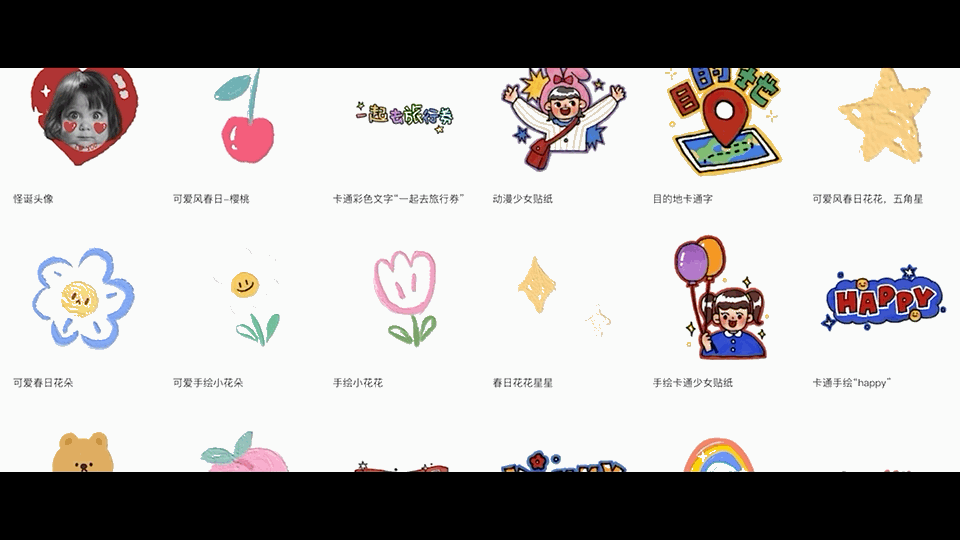 目的地
一起去旅行券
怪诞头像
可爱风春日-樱桃
卡通彩色文字“一起去旅行券”
动漫少女贴纸
目的地卡通字
可爱风春日花花，五角星
HAPPY
可爱春日花朵
可爱手绘小花朵
手绘小花花
春日花花星星
手绘卡通少女贴纸
卡通手绘“happy”